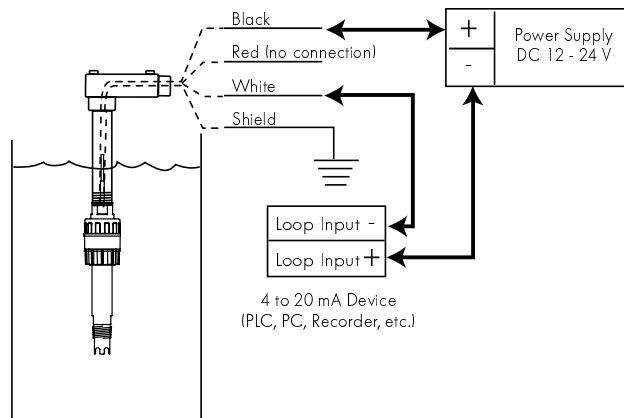 Black
Red (no connection)
White
Shield
+
-
Power Supply
DC 12 - 24 V
Loop Input -
Loop Input +
4 to 20 mA Device
(PLC, PC, Recorder, etc.)